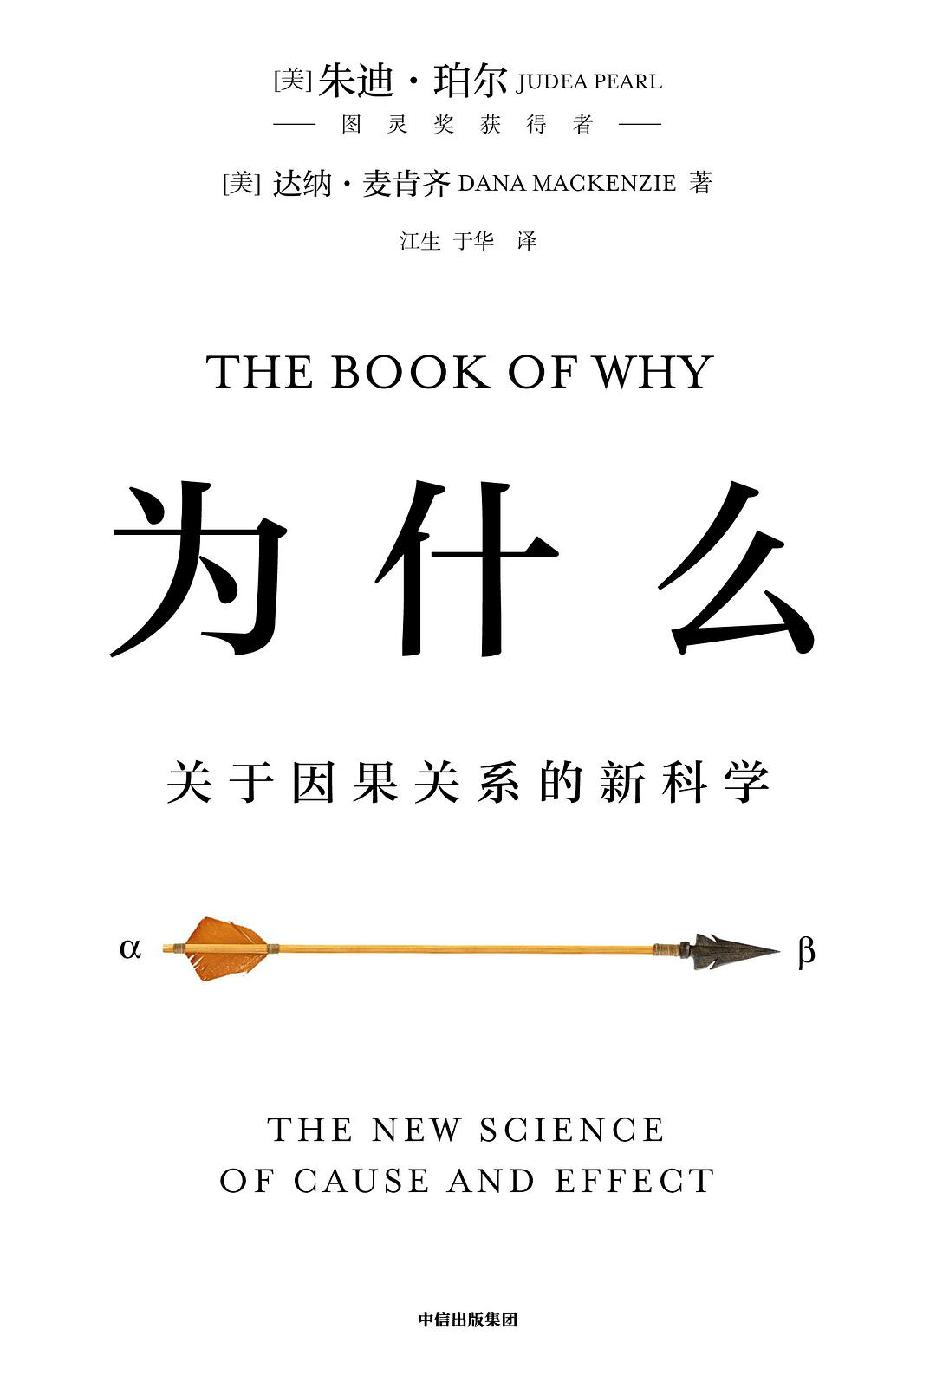 [美]朱迪·珀尔 JUDEA PEARL
—— 图灵奖获得者 ——
[美] 达纳·麦肯齐 DANA MACKENZIE 著
江生 于华 译
THE BOOK OF WHY
为什么
关于因果关系的新科学
α β
THE NEW SCIENCE
OF CAUSE AND EFFECT
中信出版集团